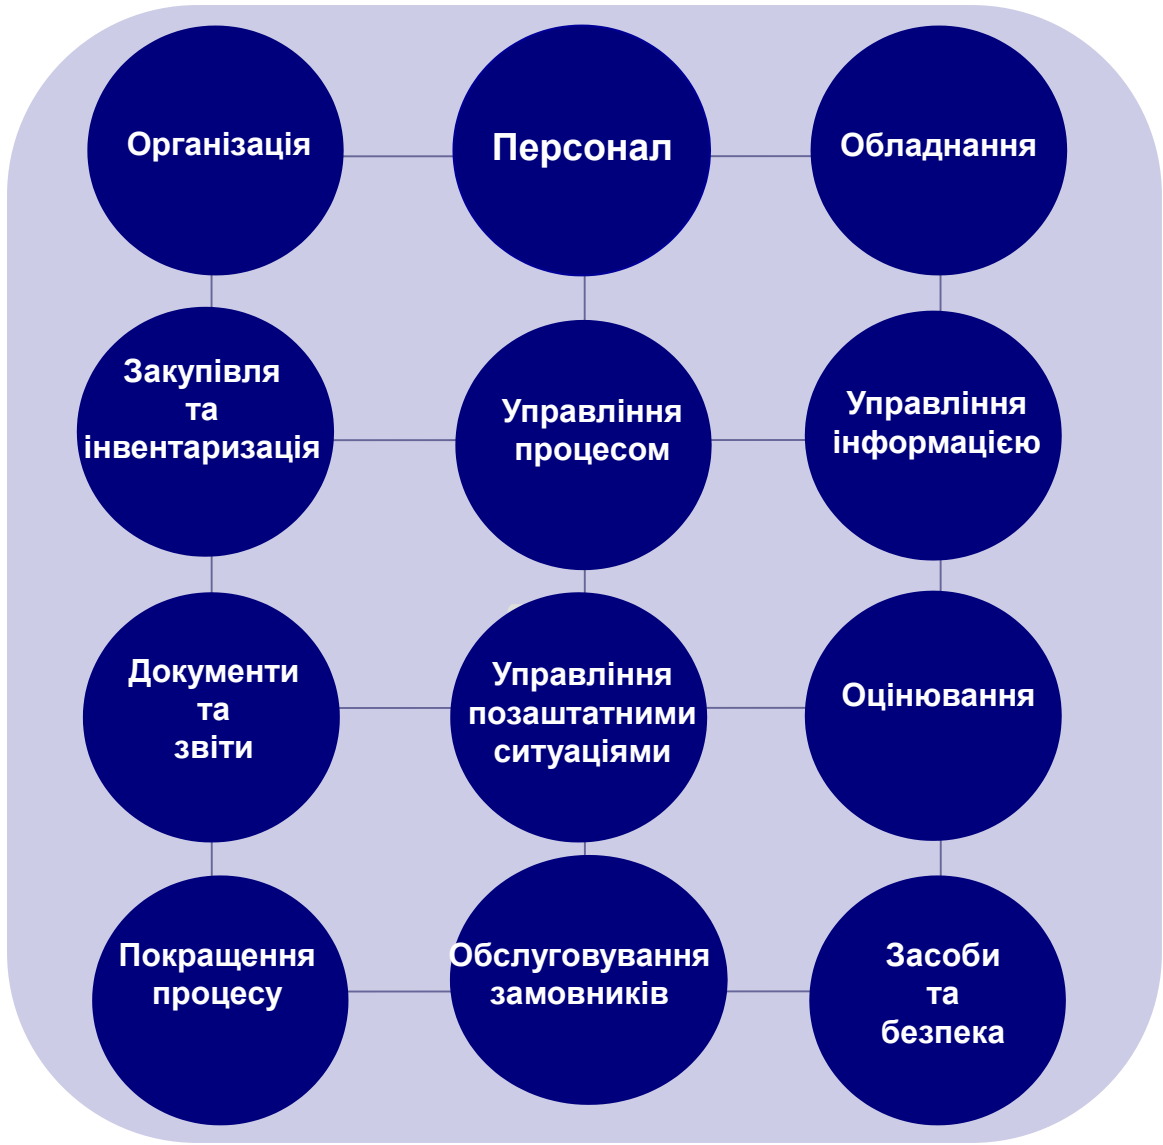 Організація
Персонал
Обладнання
Закупівля
та
інвентаризація
Управління
процесом
Управління
інформацією
Документи
та
звіти
Управління
позаштатними
ситуаціями
Оцінювання
Покращення
процесу
Обслуговування
замовників
Засоби
та
безпека